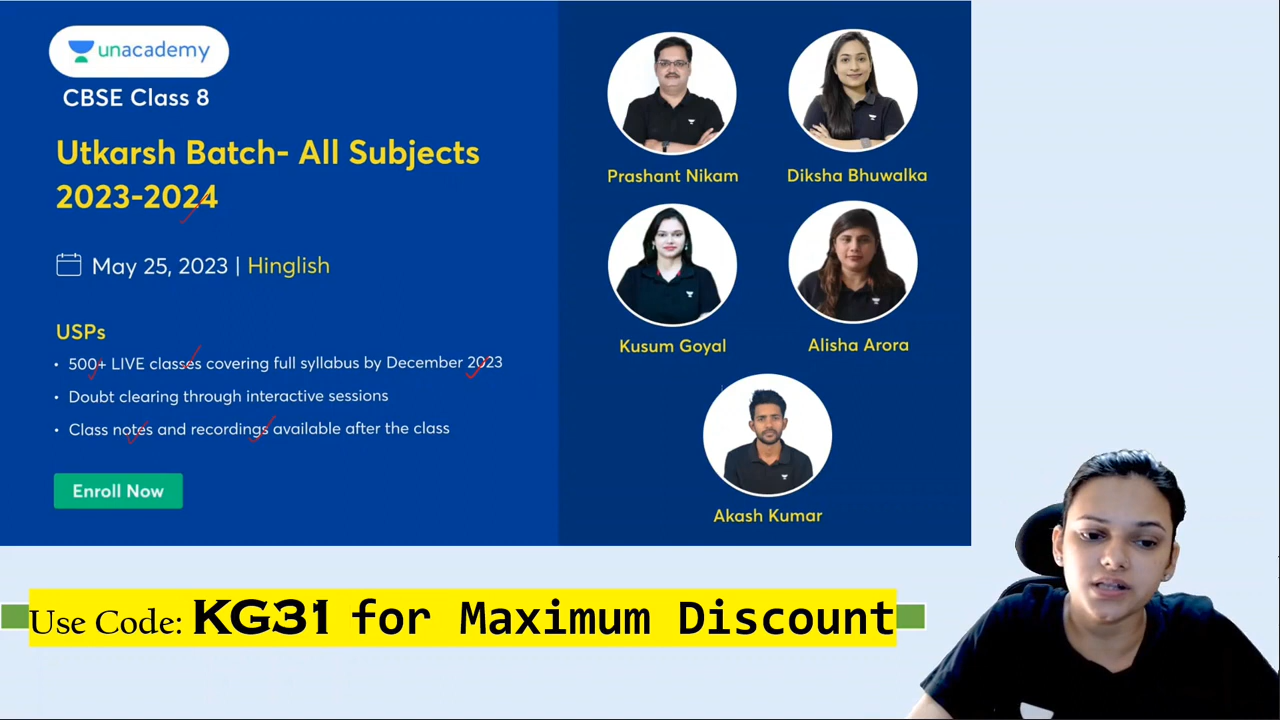 unacademy
CBSE Class 8
Utkarsh Batch- All Subjects
2023-2024
May 25, 2023 | Hinglish
USPs
• 500+ LIVE classes covering full syllabus by December 2023
• Doubt clearing through interactive sessions
• Class notes and recordings available after the class
Enroll Now
Prashant Nikam
Diksha Bhuwalka
Kusum Goyal
Alisha Arora
Akash Kumar
Use Code: KG31 for Maximum Discount